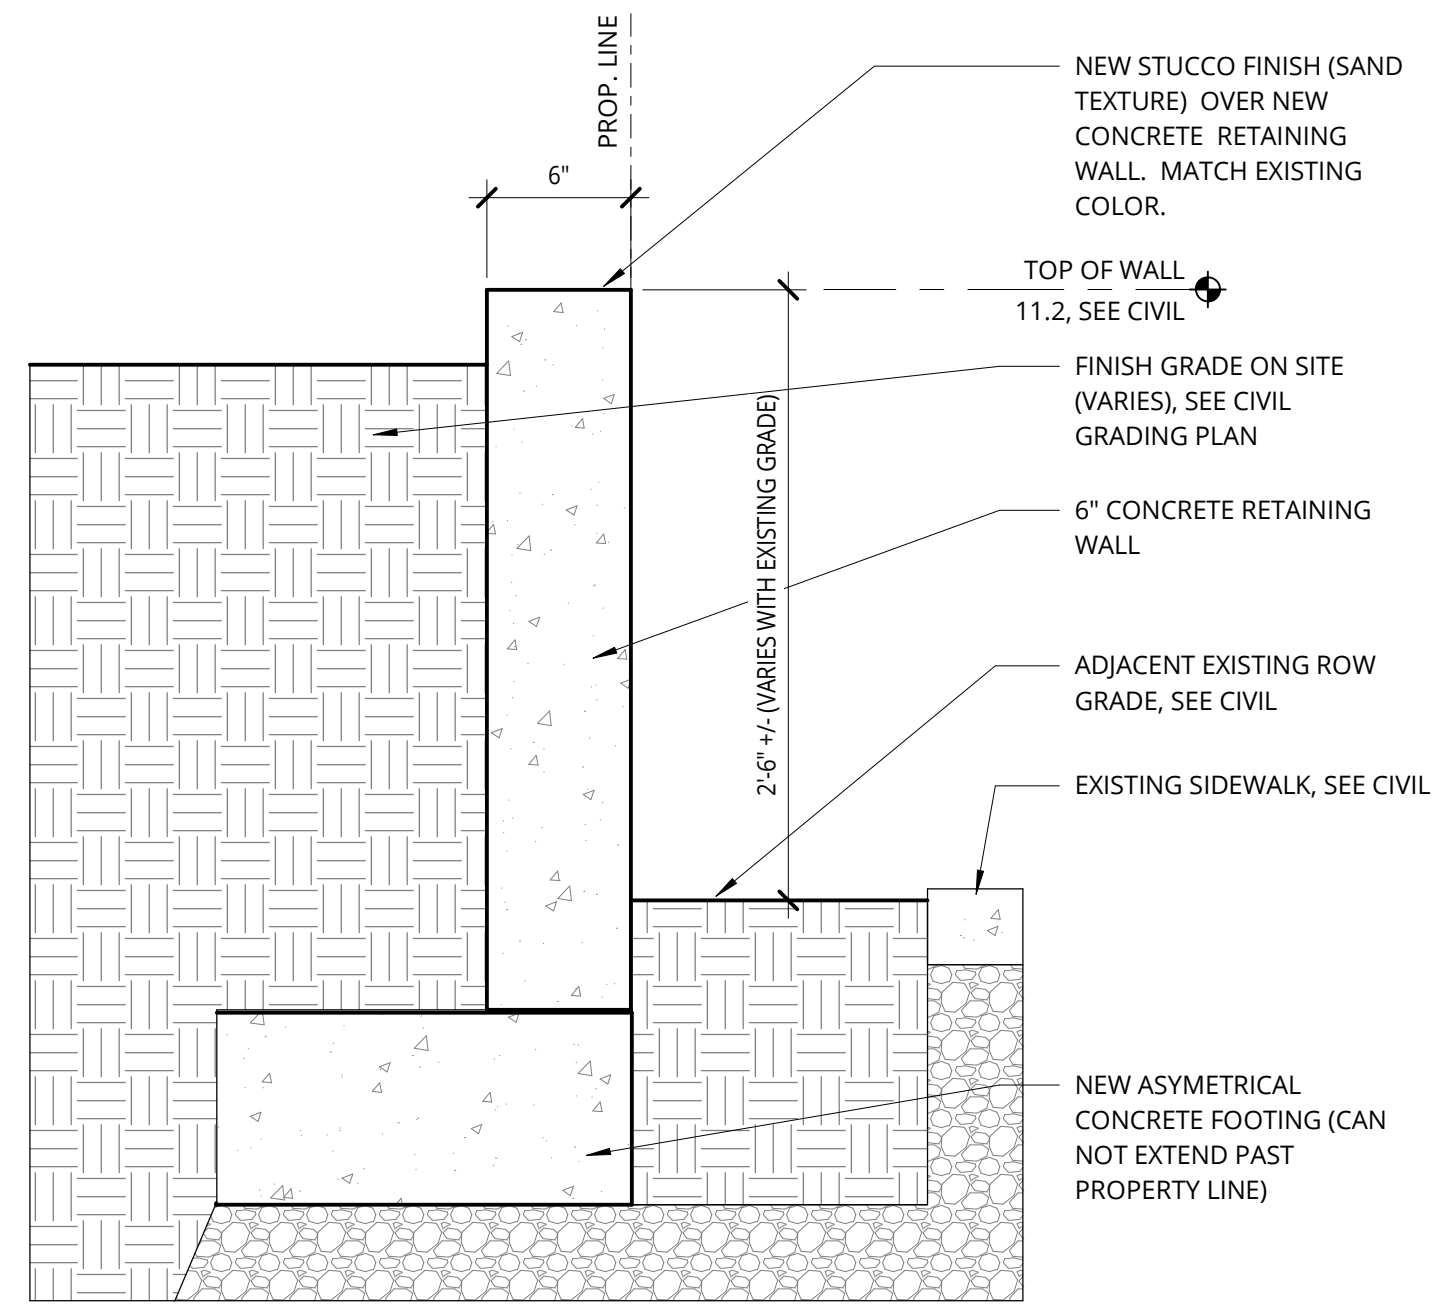 PROP. LINE
6"
NEW STUCCO FINISH (SAND
TEXTURE) OVER NEW
CONCRETE RETAINING
WALL. MATCH EXISTING
COLOR.
TOP OF WALL
11.2, SEE CIVIL
FINISH GRADE ON SITE
(VARIES), SEE CIVIL
GRADING PLAN
2'-6" +/- (VARIES WITH EXISTING GRADE)
6" CONCRETE RETAINING
WALL
ADJACENT EXISTING ROW
GRADE, SEE CIVIL
EXISTING SIDEWALK, SEE CIVIL
NEW ASYMETRICAL
CONCRETE FOOTING (CAN
NOT EXTEND PAST
PROPERTY LINE)